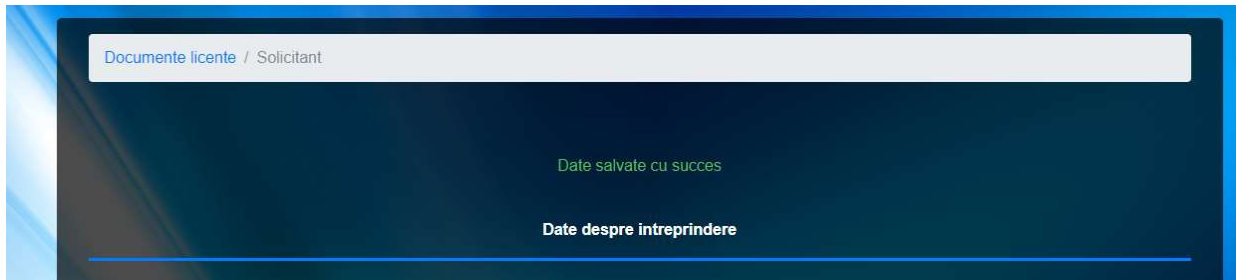 Documente licente / Solicitant
Date salvate cu succes
Date despre intreprindere